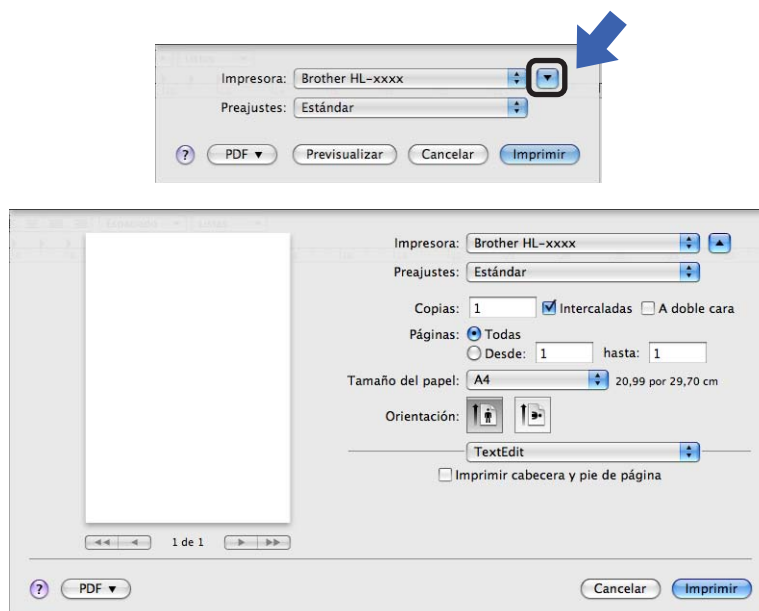 Impresora: Brother HL-xxxx
Preajustes: Estándar
? PDF ▼ Previsualizar Cancelar Imprimir
Impresora: Brother HL-xxxx
Preajustes: Estándar
Copias: 1 Intercaladas A doble cara
Páginas: Todas
Desde: 1 hasta: 1
Tamaño del papel: A4 20,99 por 29,70 cm
Orientación:
TextEdit
Imprimir cabecera y pie de página
1 de 1
? PDF ▼ Cancelar Imprimir